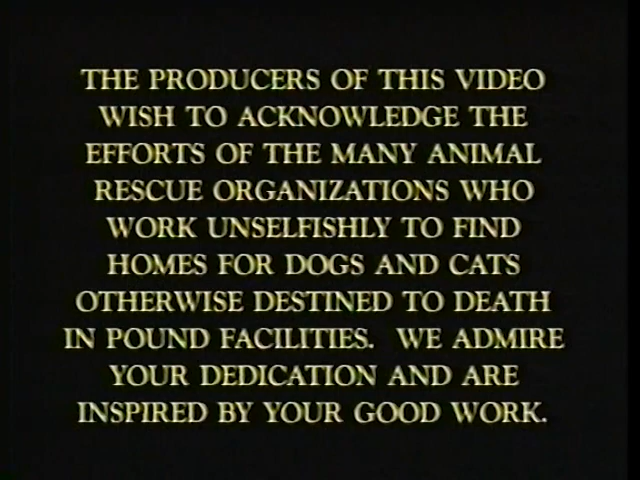 THE PRODUCERS OF THIS VIDEO
WISH TO ACKNOWLEDGE THE
EFFORTS OF THE MANY ANIMAL
RESCUE ORGANIZATIONS WHO
WORK UNSELFISHLY TO FIND
HOMES FOR DOGS AND CATS
OTHERWISE DESTINED TO DEATH
IN POUND FACILITIES.  WE ADMIRE
YOUR DEDICATION AND ARE
INSPIRED BY YOUR GOOD WORK.